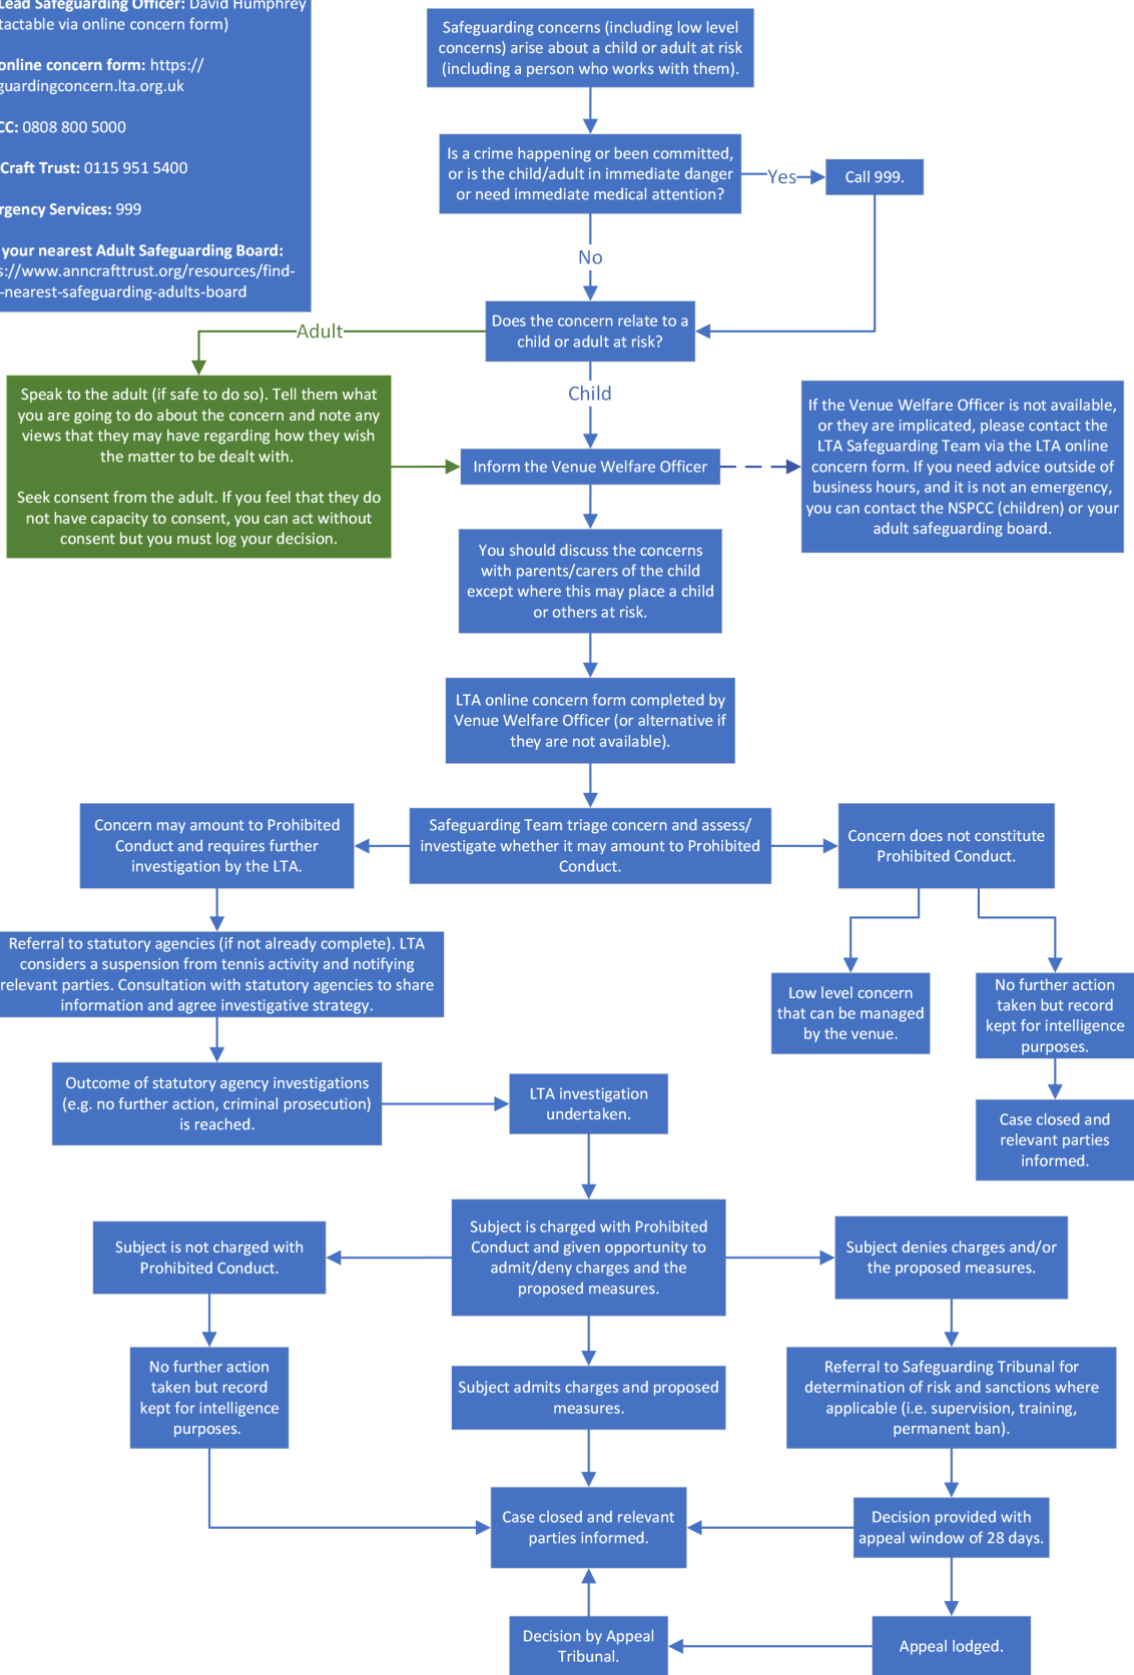 Lead Safeguarding Officer: David Humphrey
tactable via online concern form)
online concern form: https://
guardingconcern.lta.org.uk
CC: 0808 800 5000
Craft Trust: 0115 951 5400
rgency Services: 999
your nearest Adult Safeguarding Board:
s://www.anncrafttrust.org/resources/find-
-nearest-safeguarding-adults-board
Safeguarding concerns (including low level
concerns) arise about a child or adult at risk
(including a person who works with them).
Is a crime happening or been committed,
or is the child/adult in immediate danger
or need immediate medical attention?
Yes
Call 999.
No
Does the concern relate to a
child or adult at risk?
Adult
Child
Speak to the adult (if safe to do so). Tell them what
you are going to do about the concern and note any
views that they may have regarding how they wish
the matter to be dealt with.
Seek consent from the adult. If you feel that they do
not have capacity to consent, you can act without
consent but you must log your decision.
Inform the Venue Welfare Officer
If the Venue Welfare Officer is not available,
or they are implicated, please contact the
LTA Safeguarding Team via the LTA online
concern form. If you need advice outside of
business hours, and it is not an emergency,
you can contact the NSPCC (children) or your
adult safeguarding board.
You should discuss the concerns
with parents/carers of the child
except where this may place a child
or others at risk.
LTA online concern form completed by
Venue Welfare Officer (or alternative if
they are not available).
Safeguarding Team triage concern and assess/
investigate whether it may amount to Prohibited
Conduct.
Concern may amount to Prohibited
Conduct and requires further
investigation by the LTA.
Concern does not constitute
Prohibited Conduct.
Referral to statutory agencies (if not already complete). LTA
considers a suspension from tennis activity and notifying
relevant parties. Consultation with statutory agencies to share
information and agree investigative strategy.
Low level concern
that can be managed
by the venue.
No further action
taken but record
kept for intelligence
purposes.
Outcome of statutory agency investigations
(e.g. no further action, criminal prosecution)
is reached.
LTA investigation
undertaken.
Case closed and
relevant parties
informed.
Subject is not charged with
Prohibited Conduct.
Subject is charged with Prohibited
Conduct and given opportunity to
admit/deny charges and the
proposed measures.
Subject denies charges and/or
the proposed measures.
No further action
taken but record
kept for intelligence
purposes.
Subject admits charges and proposed
measures.
Referral to Safeguarding Tribunal for
determination of risk and sanctions where
applicable (i.e. supervision, training,
permanent ban).
Case closed and relevant
parties informed.
Decision provided with
appeal window of 28 days.
Decision by Appeal
Tribunal.
Appeal lodged.